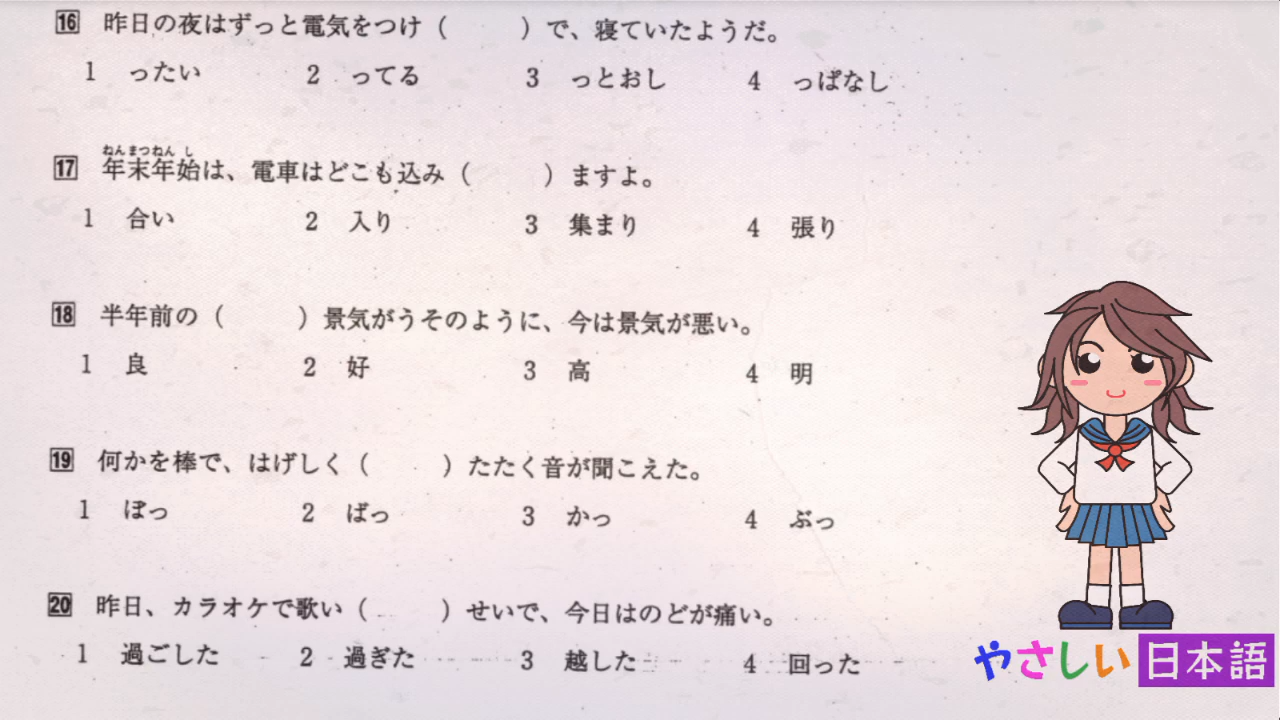 16 昨日の夜はずっと電気をつけ（　　　）で、寝ていたようだ。
1 ったい　2 ってる　3 っとおし　4 っぱなし
ねんまつねんし
17 年末年始は、電車はどこも込み（　　　）ますよ。
1 合い　2 入り　3 集まり　4 張り
18 半年前の（　　　）景気がうそのように、今は景気が悪い。
1 良　2 好　3 高　4 明
19 何かを棒で、はげしく（　　　）たたく音が聞こえた。
1 ぼっ　2 ばっ　3 かっ　4 ぶっ
20 昨日、カラオケで歌い（　　　）せいで、今日はのどが痛い。
1 過ごした　2 過ぎた　3 越した　4 回った
やさしい日本語